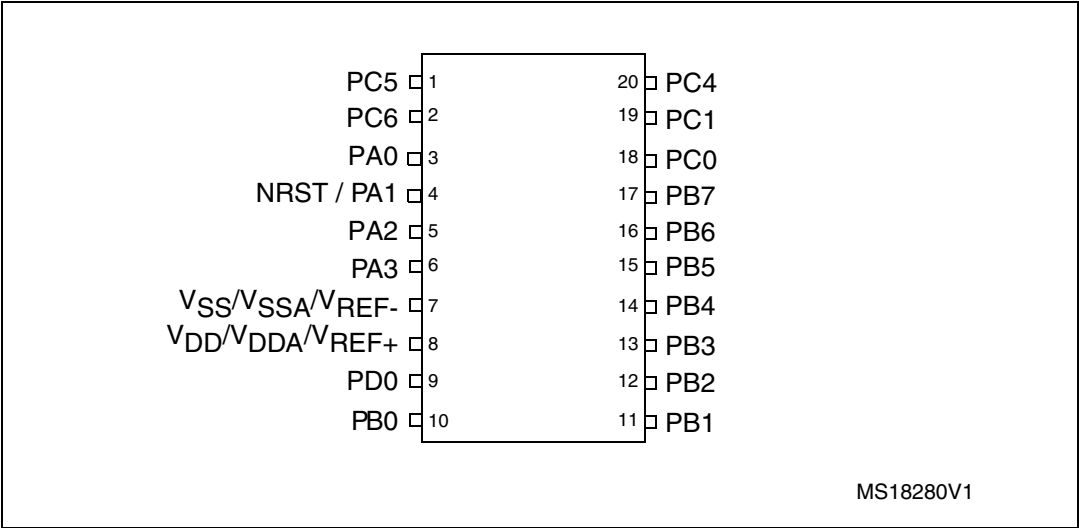 PC5 1 20 PC4
PC6 2 19 PC1
PA0 3 18 PC0
NRST / PA1 4 17 PB7
PA2 5 16 PB6
PA3 6 15 PB5
VSS/VSSA/VREF- 7 14 PB4
VDD/VDDA/VREF+ 8 13 PB3
PD0 9 12 PB2
PB0 10 11 PB1
MS18280V1